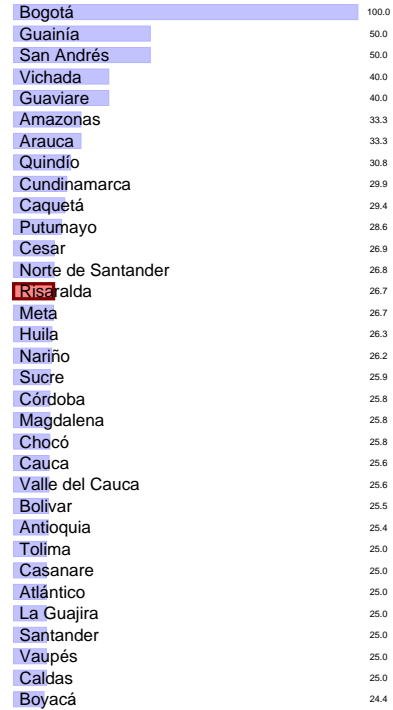 Bogotá 100.0
Guainía 50.0
San Andrés 50.0
Vichada 40.0
Guaviare 40.0
Amazonas 33.3
Arauca 33.3
Quindío 30.8
Cundinamarca 29.9
Caquetá 29.4
Putumayo 28.6
Cesar 26.9
Norte de Santander 26.8
Risaralda 26.7
Meta 26.7
Huila 26.3
Nariño 26.2
Sucre 25.9
Córdoba 25.8
Magdalena 25.8
Chocó 25.8
Cauca 25.6
Valle del Cauca 25.6
Bolivar 25.5
Antioquia 25.4
Tolima 25.0
Casanare 25.0
Atlántico 25.0
La Guajira 25.0
Santander 25.0
Vaupés 25.0
Caldas 25.0
Boyacá 24.4